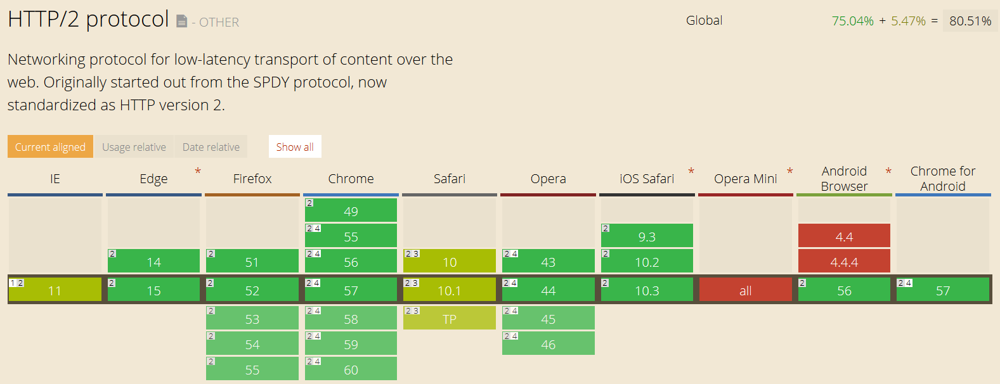 HTTP/2 protocol - OTHER
Global 75.04% + 5.47% = 80.51%
Networking protocol for low-latency transport of content over the
web. Originally started out from the SPDY protocol, now
standardized as HTTP version 2.
Current aligned Usage relative Date relative Show all
IE Edge * Firefox Chrome Safari Opera iOS Safari * Opera Mini * Android Browser * Chrome for Android
2 49
2 4 55 2 9.3 4.4
2 14 2 51 2 4 56 2 3 10 2 4 43 2 10.2 4.4.4
1 2 11 2 15 2 52 2 4 57 2 3 10.1 2 4 44 2 10.3 all 2 56 2 4 57
2 53 2 4 58 2 3 TP 2 4 45
2 54 2 4 59 2 4 46
2 55 2 4 60